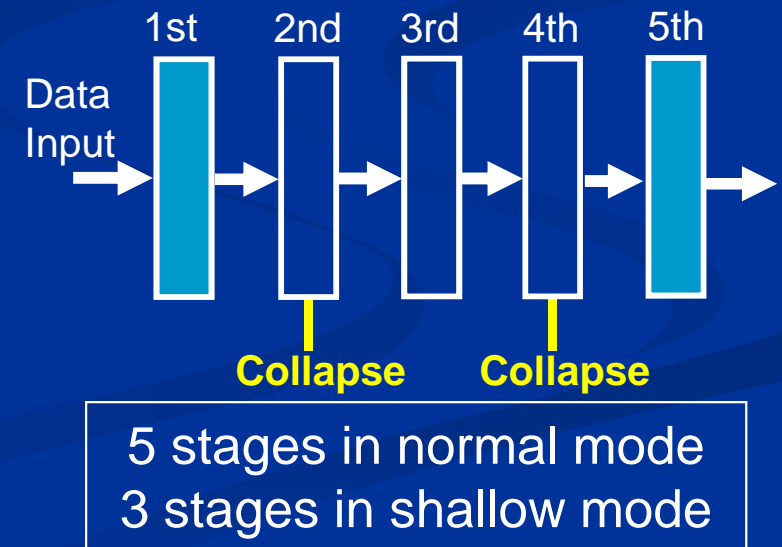 1st 2nd 3rd 4th 5th
Data
Input
Collapse Collapse
5 stages in normal mode
3 stages in shallow mode